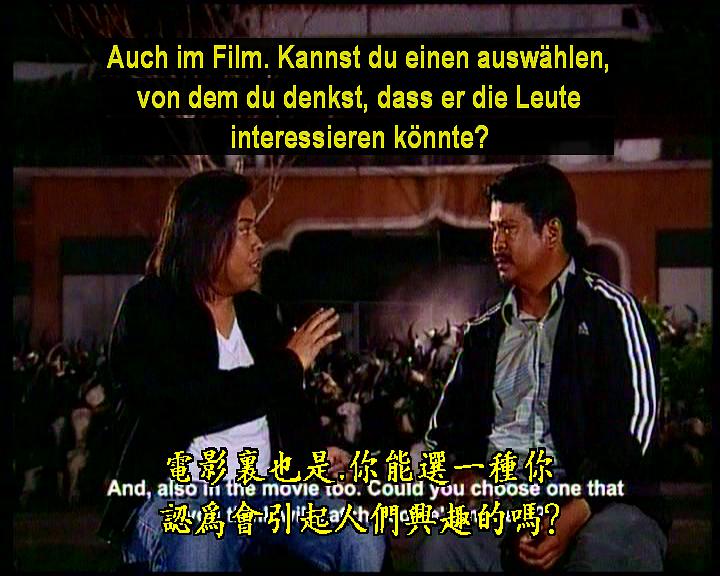 Auch im Film. Kannst du einen auswählen,
von dem du denkst, dass er die Leute
interessieren könnte?
電影裏也是.你能選一種你
And, also in the movie too. Could you choose one that
認爲會引起人們興趣的嗎?